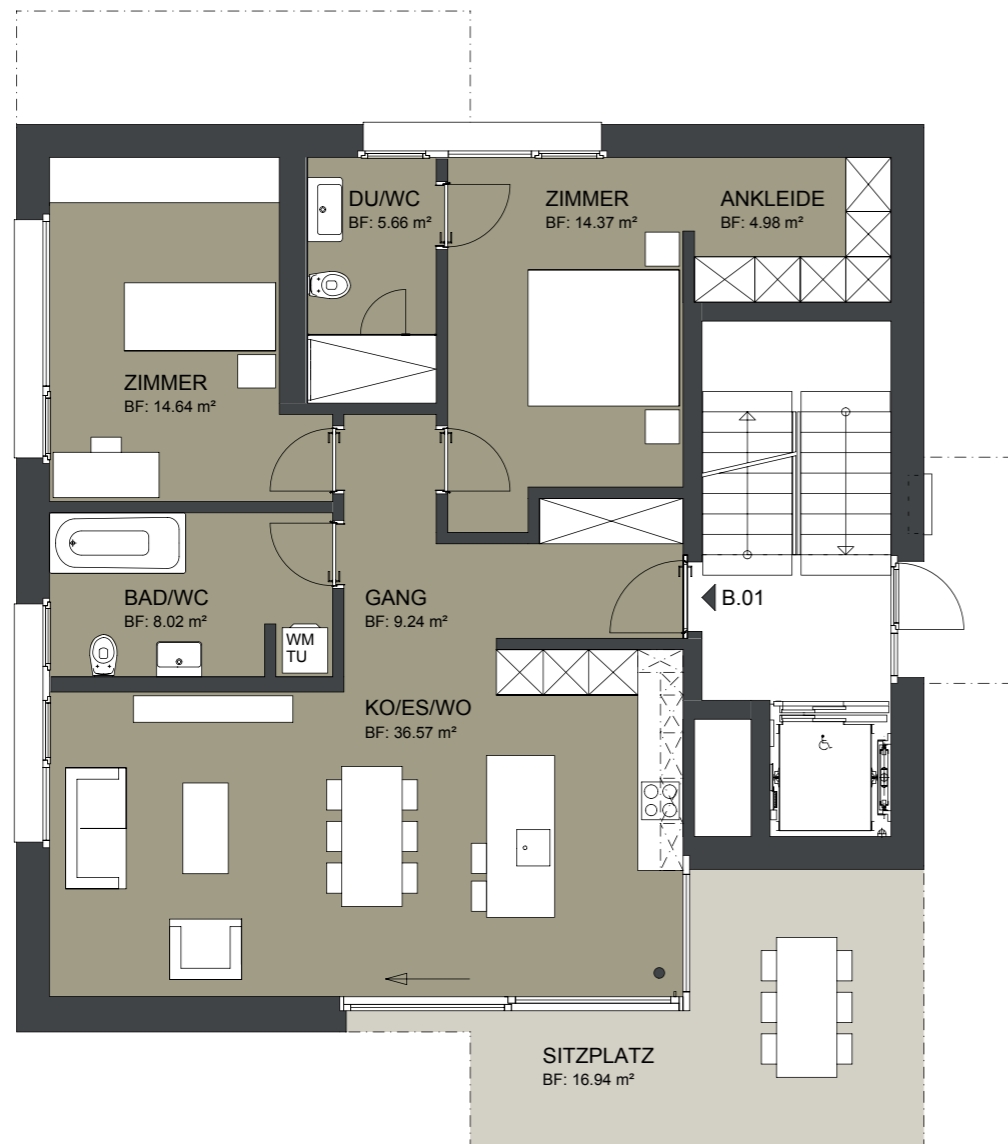 DU/WC
BF: 5.66 m²
ZIMMER
BF: 14.37 m²
ANKLEIDE
BF: 4.98 m²
ZIMMER
BF: 14.64 m²
BAD/WC
BF: 8.02 m²
WM
TU
GANG
BF: 9.24 m²
B.01
KO/ES/WO
BF: 36.57 m²
SITZPLATZ
BF: 16.94 m²